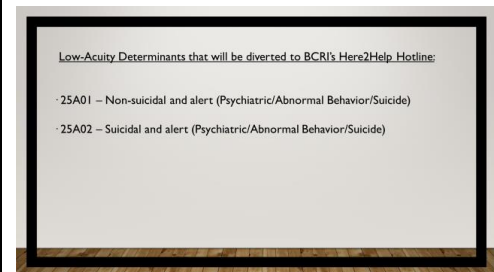 Low-Acuity Determinants that will be diverted to BCRI's Here2Help Hotline:
· 25A01 – Non-suicidal and alert (Psychiatric/Abnormal Behavior/Suicide)
· 25A02 – Suicidal and alert (Psychiatric/Abnormal Behavior/Suicide)